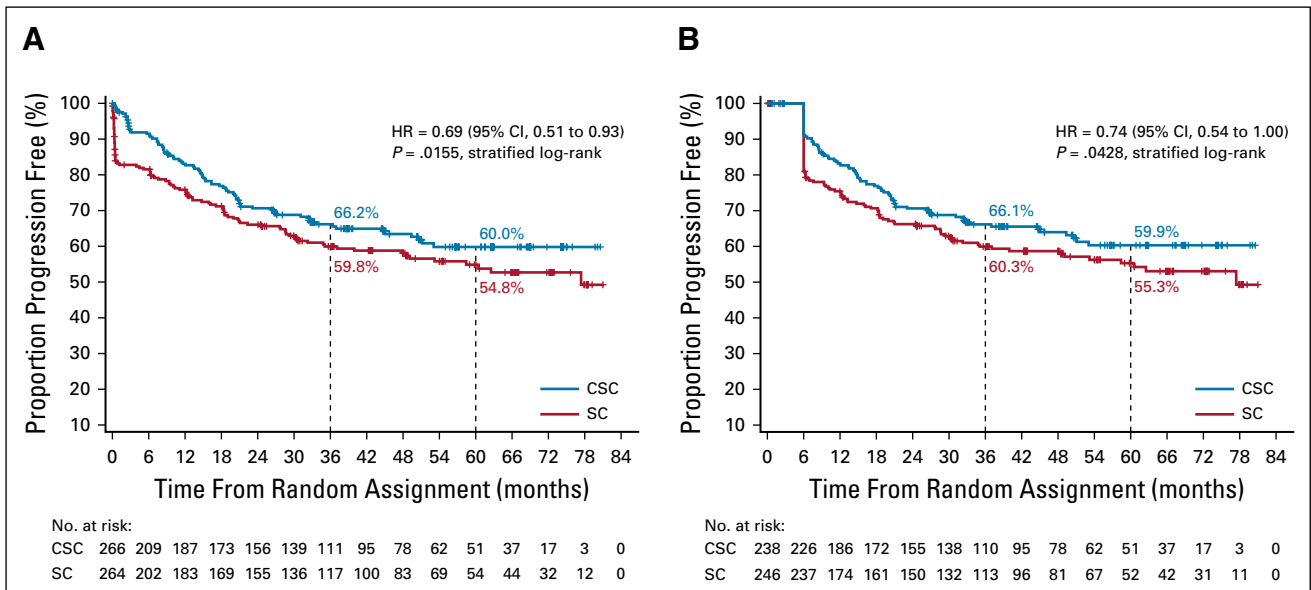 A
Proportion Progression Free (%)
100
90
80
70
60
50
40
30
20
10
HR = 0.69 (95% CI, 0.51 to 0.93)
P = .0155, stratified log-rank
66.2%
60.0%
59.8%
54.8%
CSC
SC
0 6 12 18 24 30 36 42 48 54 60 66 72 78 84
Time From Random Assignment (months)
No. at risk:
CSC 266 209 187 173 156 139 111 95 78 62 51 37 17 3 0
SC 264 202 183 169 155 136 117 100 83 69 54 44 32 12 0
B
Proportion Progression Free (%)
100
90
80
70
60
50
40
30
20
10
HR = 0.74 (95% CI, 0.54 to 1.00)
P = .0428, stratified log-rank
66.1%
59.9%
60.3%
55.3%
CSC
SC
0 6 12 18 24 30 36 42 48 54 60 66 72 78 84
Time From Random Assignment (months)
No. at risk:
CSC 238 226 186 172 155 138 110 95 78 62 51 37 17 3 0
SC 246 237 174 161 150 132 113 96 81 67 52 42 31 11 0